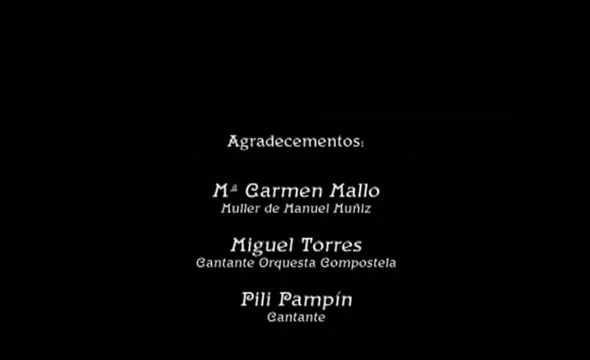 Agradecementos:
Mª Carmen Mallo
Muller de Manuel Muñiz
Miguel Torres
Cantante Orquesta Compostela
Pili Pampín
Cantante